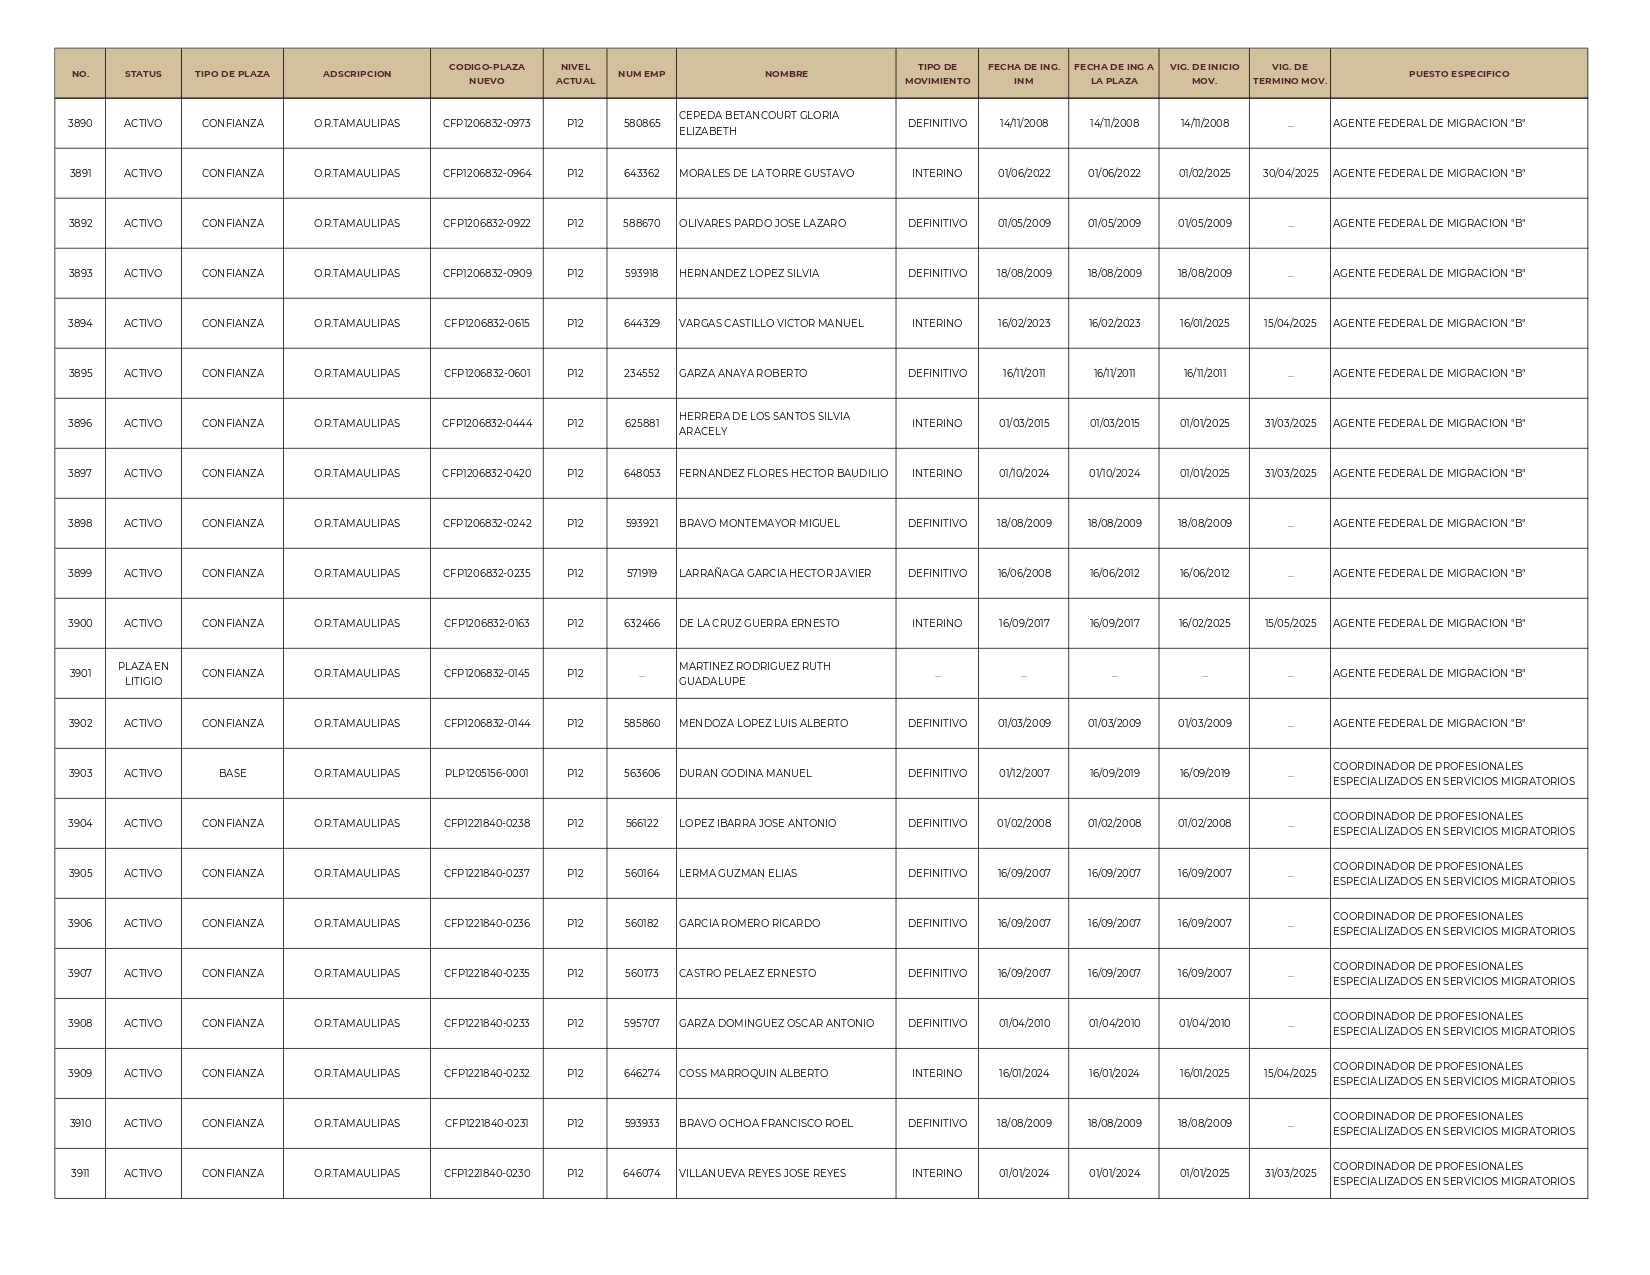 NO. STATUS TIPO DE PLAZA ADSCRIPCION CODIGO-PLAZA NUEVO NIVEL ACTUAL NUM EMP NOMBRE TIPO DE MOVIMIENTO FECHA DE ING. INM FECHA DE ING A LA PLAZA VIG. DE INICIO MOV. VIG. DE TERMINO MOV. PUESTO ESPECIFICO
3890 ACTIVO CONFIANZA O.R.TAMAULIPAS CFP1206832-0973 P12 580865 CEPEDA BETANCOURT GLORIA ELIZABETH DEFINITIVO 14/11/2008 14/11/2008 14/11/2008 ... AGENTE FEDERAL DE MIGRACION "B"
3891 ACTIVO CONFIANZA O.R.TAMAULIPAS CFP1206832-0964 P12 643362 MORALES DE LA TORRE GUSTAVO INTERINO 01/06/2022 01/06/2022 01/02/2025 30/04/2025 AGENTE FEDERAL DE MIGRACION "B"
3892 ACTIVO CONFIANZA O.R.TAMAULIPAS CFP1206832-0922 P12 588670 OLIVARES PARDO JOSE LAZARO DEFINITIVO 01/05/2009 01/05/2009 01/05/2009 ... AGENTE FEDERAL DE MIGRACION "B"
3893 ACTIVO CONFIANZA O.R.TAMAULIPAS CFP1206832-0909 P12 593918 HERNANDEZ LOPEZ SILVIA DEFINITIVO 18/08/2009 18/08/2009 18/08/2009 ... AGENTE FEDERAL DE MIGRACION "B"
3894 ACTIVO CONFIANZA O.R.TAMAULIPAS CFP1206832-0615 P12 644329 VARGAS CASTILLO VICTOR MANUEL INTERINO 16/02/2023 16/02/2023 16/01/2025 15/04/2025 AGENTE FEDERAL DE MIGRACION "B"
3895 ACTIVO CONFIANZA O.R.TAMAULIPAS CFP1206832-0601 P12 234552 GARZA ANAYA ROBERTO DEFINITIVO 16/11/2011 16/11/2011 16/11/2011 ... AGENTE FEDERAL DE MIGRACION "B"
3896 ACTIVO CONFIANZA O.R.TAMAULIPAS CFP1206832-0444 P12 625881 HERRERA DE LOS SANTOS SILVIA ARACELY INTERINO 01/03/2015 01/03/2015 01/01/2025 31/03/2025 AGENTE FEDERAL DE MIGRACION "B"
3897 ACTIVO CONFIANZA O.R.TAMAULIPAS CFP1206832-0420 P12 648053 FERNANDEZ FLORES HECTOR BAUDILIO INTERINO 01/10/2024 01/10/2024 01/01/2025 31/03/2025 AGENTE FEDERAL DE MIGRACION "B"
3898 ACTIVO CONFIANZA O.R.TAMAULIPAS CFP1206832-0242 P12 593921 BRAVO MONTEMAYOR MIGUEL DEFINITIVO 18/08/2009 18/08/2009 18/08/2009 ... AGENTE FEDERAL DE MIGRACION "B"
3899 ACTIVO CONFIANZA O.R.TAMAULIPAS CFP1206832-0235 P12 571919 LARRAÑAGA GARCIA HECTOR JAVIER DEFINITIVO 16/06/2008 16/06/2012 16/06/2012 ... AGENTE FEDERAL DE MIGRACION "B"
3900 ACTIVO CONFIANZA O.R.TAMAULIPAS CFP1206832-0163 P12 632466 DE LA CRUZ GUERRA ERNESTO INTERINO 16/09/2017 16/09/2017 16/02/2025 15/05/2025 AGENTE FEDERAL DE MIGRACION "B"
3901 PLAZA EN LITIGIO CONFIANZA O.R.TAMAULIPAS CFP1206832-0145 P12 ... MARTINEZ RODRIGUEZ RUTH GUADALUPE ... ... ... ... ... AGENTE FEDERAL DE MIGRACION "B"
3902 ACTIVO CONFIANZA O.R.TAMAULIPAS CFP1206832-0144 P12 585860 MENDOZA LOPEZ LUIS ALBERTO DEFINITIVO 01/03/2009 01/03/2009 01/03/2009 ... AGENTE FEDERAL DE MIGRACION "B"
3903 ACTIVO BASE O.R.TAMAULIPAS PLP1205156-0001 P12 563606 DURAN GODINA MANUEL DEFINITIVO 01/12/2007 16/09/2019 16/09/2019 ... COORDINADOR DE PROFESIONALES ESPECIALIZADOS EN SERVICIOS MIGRATORIOS
3904 ACTIVO CONFIANZA O.R.TAMAULIPAS CFP1221840-0238 P12 566122 LOPEZ IBARRA JOSE ANTONIO DEFINITIVO 01/02/2008 01/02/2008 01/02/2008 ... COORDINADOR DE PROFESIONALES ESPECIALIZADOS EN SERVICIOS MIGRATORIOS
3905 ACTIVO CONFIANZA O.R.TAMAULIPAS CFP1221840-0237 P12 560164 LERMA GUZMAN ELIAS DEFINITIVO 16/09/2007 16/09/2007 16/09/2007 ... COORDINADOR DE PROFESIONALES ESPECIALIZADOS EN SERVICIOS MIGRATORIOS
3906 ACTIVO CONFIANZA O.R.TAMAULIPAS CFP1221840-0236 P12 560182 GARCIA ROMERO RICARDO DEFINITIVO 16/09/2007 16/09/2007 16/09/2007 ... COORDINADOR DE PROFESIONALES ESPECIALIZADOS EN SERVICIOS MIGRATORIOS
3907 ACTIVO CONFIANZA O.R.TAMAULIPAS CFP1221840-0235 P12 560173 CASTRO PELAEZ ERNESTO DEFINITIVO 16/09/2007 16/09/2007 16/09/2007 ... COORDINADOR DE PROFESIONALES ESPECIALIZADOS EN SERVICIOS MIGRATORIOS
3908 ACTIVO CONFIANZA O.R.TAMAULIPAS CFP1221840-0233 P12 595707 GARZA DOMINGUEZ OSCAR ANTONIO DEFINITIVO 01/04/2010 01/04/2010 01/04/2010 ... COORDINADOR DE PROFESIONALES ESPECIALIZADOS EN SERVICIOS MIGRATORIOS
3909 ACTIVO CONFIANZA O.R.TAMAULIPAS CFP1221840-0232 P12 646274 COSS MARROQUIN ALBERTO INTERINO 16/01/2024 16/01/2024 16/01/2025 15/04/2025 COORDINADOR DE PROFESIONALES ESPECIALIZADOS EN SERVICIOS MIGRATORIOS
3910 ACTIVO CONFIANZA O.R.TAMAULIPAS CFP1221840-0231 P12 593933 BRAVO OCHOA FRANCISCO ROEL DEFINITIVO 18/08/2009 18/08/2009 18/08/2009 ... COORDINADOR DE PROFESIONALES ESPECIALIZADOS EN SERVICIOS MIGRATORIOS
3911 ACTIVO CONFIANZA O.R.TAMAULIPAS CFP1221840-0230 P12 646074 VILLANUEVA REYES JOSE REYES INTERINO 01/01/2024 01/01/2024 01/01/2025 31/03/2025 COORDINADOR DE PROFESIONALES ESPECIALIZADOS EN SERVICIOS MIGRATORIOS